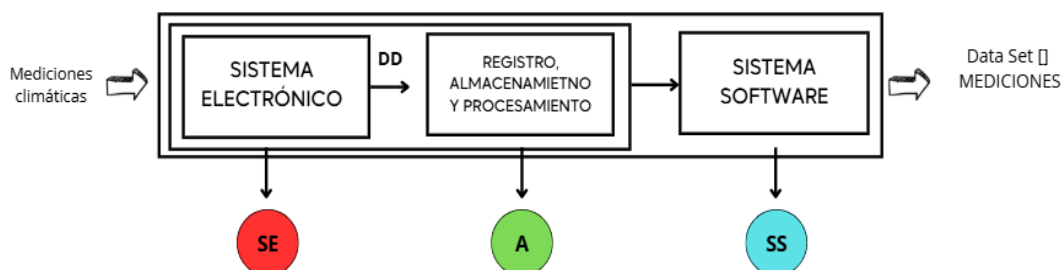 Mediciones
climáticas
SISTEMA
ELECTRÓNICO
DD
REGISTRO,
ALMACENAMIETNO
Y PROCESAMIENTO
SISTEMA
SOFTWARE
Data Set []
MEDICIONES
SE
A
SS